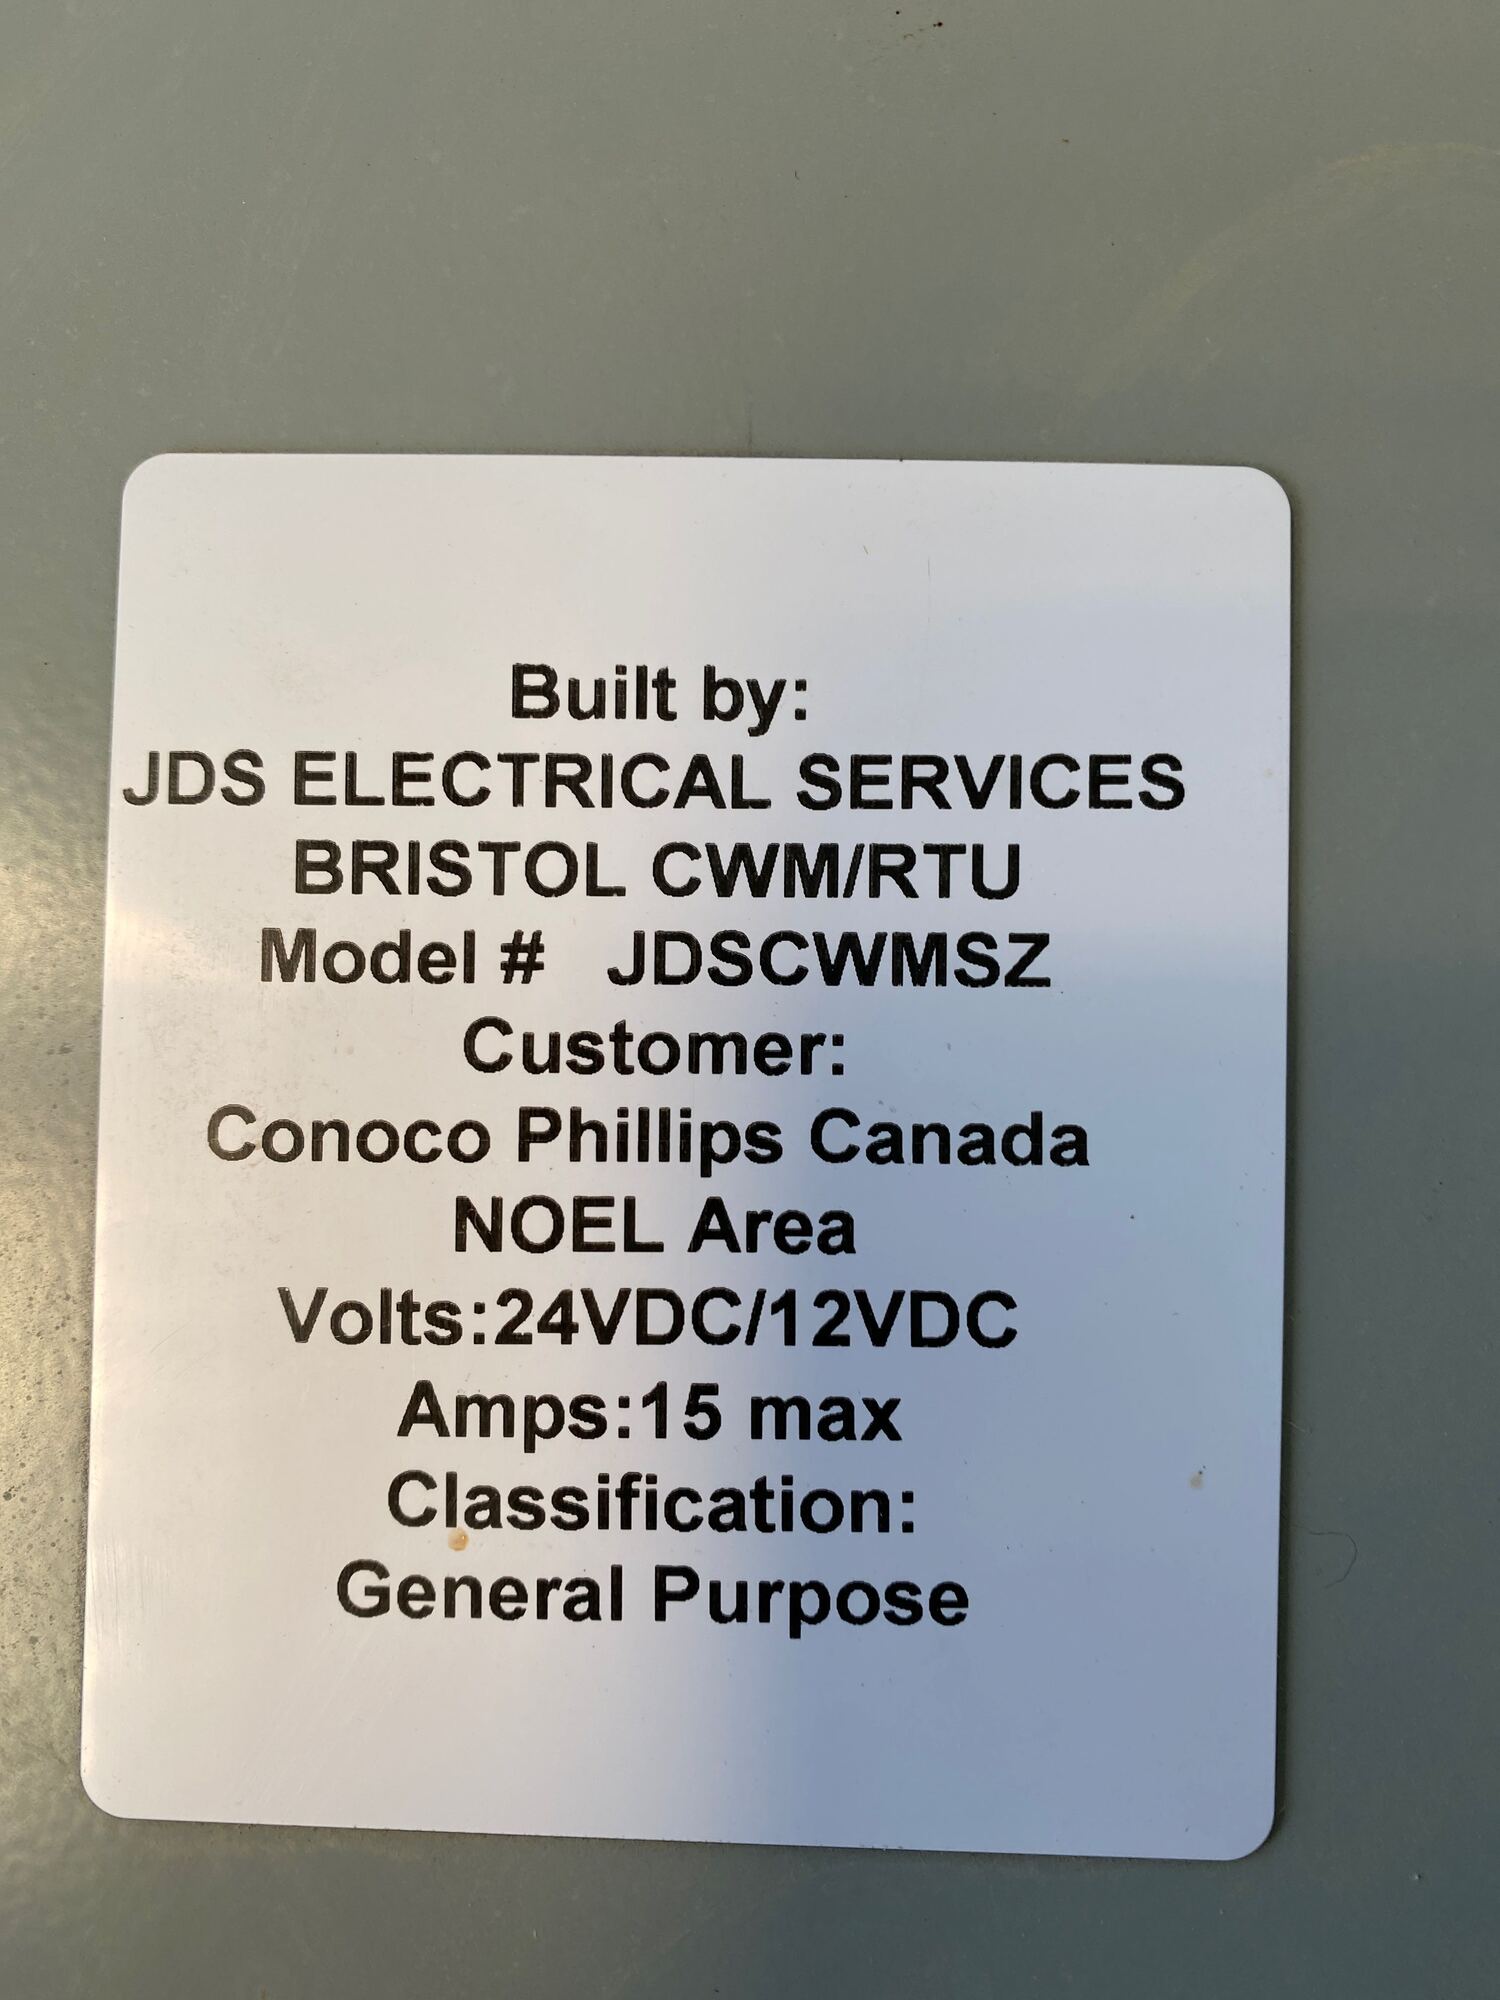 Built by:
JDS ELECTRICAL SERVICES
BRISTOL CWM/RTU
Model # JDSCWMSZ
Customer:
Conoco Phillips Canada
NOEL Area
Volts:24VDC/12VDC
Amps:15 max
Classification:
General Purpose